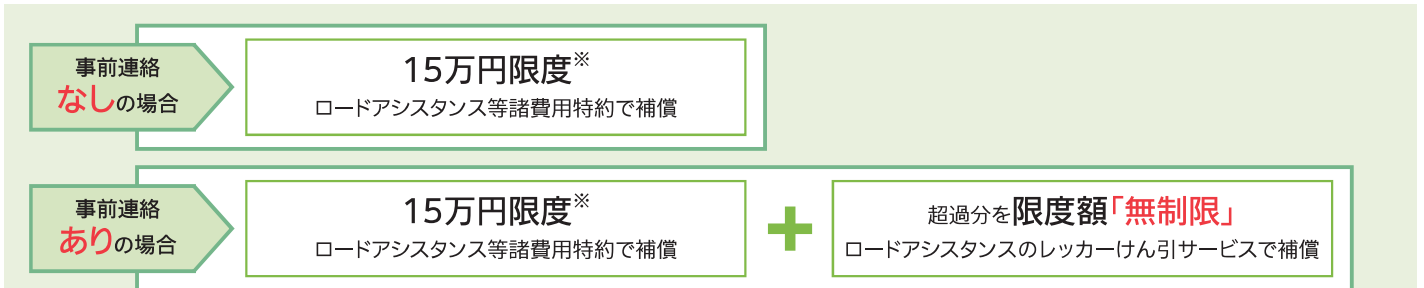 事前連絡
なしの場合
15万円限度※
ロードアシスタンス等諸費用特約で補償
事前連絡
ありの場合
15万円限度※
ロードアシスタンス等諸費用特約で補償
+
超過分を限度額「無制限」
ロードアシスタンスのレッカーけん引サービスで補償